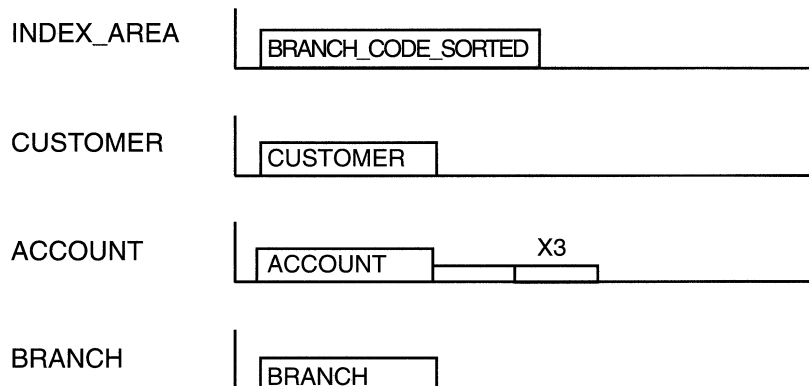 INDEX_AREA
BRANCH_CODE_SORTED
CUSTOMER
CUSTOMER
ACCOUNT
ACCOUNT
X3
BRANCH
BRANCH